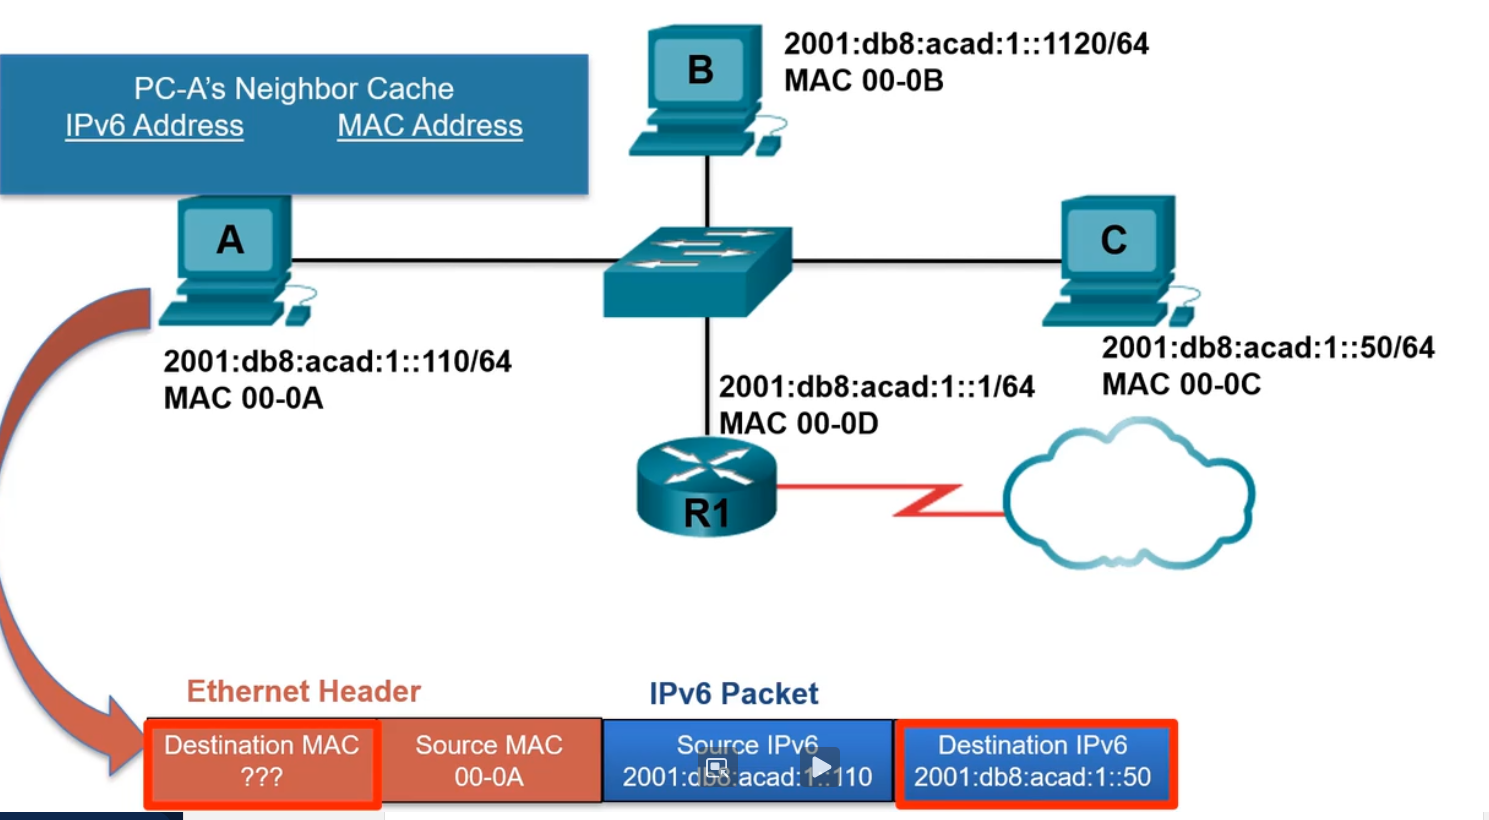 PC-A's Neighbor Cache
IPv6 Address MAC Address
B
2001:db8:acad:1::1120/64
MAC 00-0B
A
2001:db8:acad:1::110/64
MAC 00-0A
C
2001:db8:acad:1::50/64
MAC 00-0C
2001:db8:acad:1::1/64
MAC 00-0D
R1
Ethernet Header
IPv6 Packet
Destination MAC
???
Source MAC
00-0A
Source IPv6
2001:db8:acad:1::110
Destination IPv6
2001:db8:acad:1::50